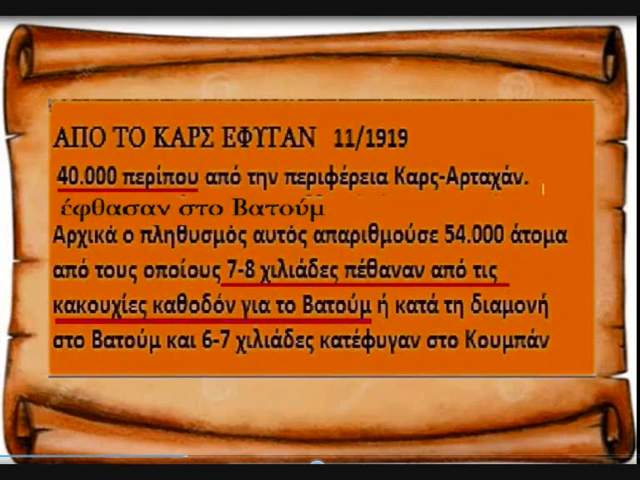 ΑΠΟ ΤΟ ΚΑΡΣ ΕΦΥΓΑΝ 11/1919
40.000 περίπου από την περιφέρεια Καρς-Αρταχάν.
έφθασαν στο Βατούμ
Αρχικά ο πληθυσμός αυτός απαριθμούσε 54.000 άτομα
από τους οποίους 7-8 χιλιάδες πέθαναν από τις
κακουχίες καθοδόν για το Βατούμ ή κατά τη διαμονή
στο Βατούμ και 6-7 χιλιάδες κατέφυγαν στο Κουμπάν